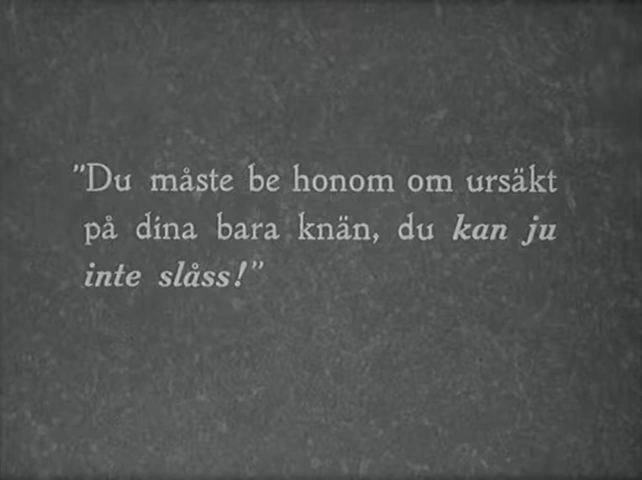 "Du måste be honom om ursäkt
på dina bara knän, du kan ju
inte slåss!"